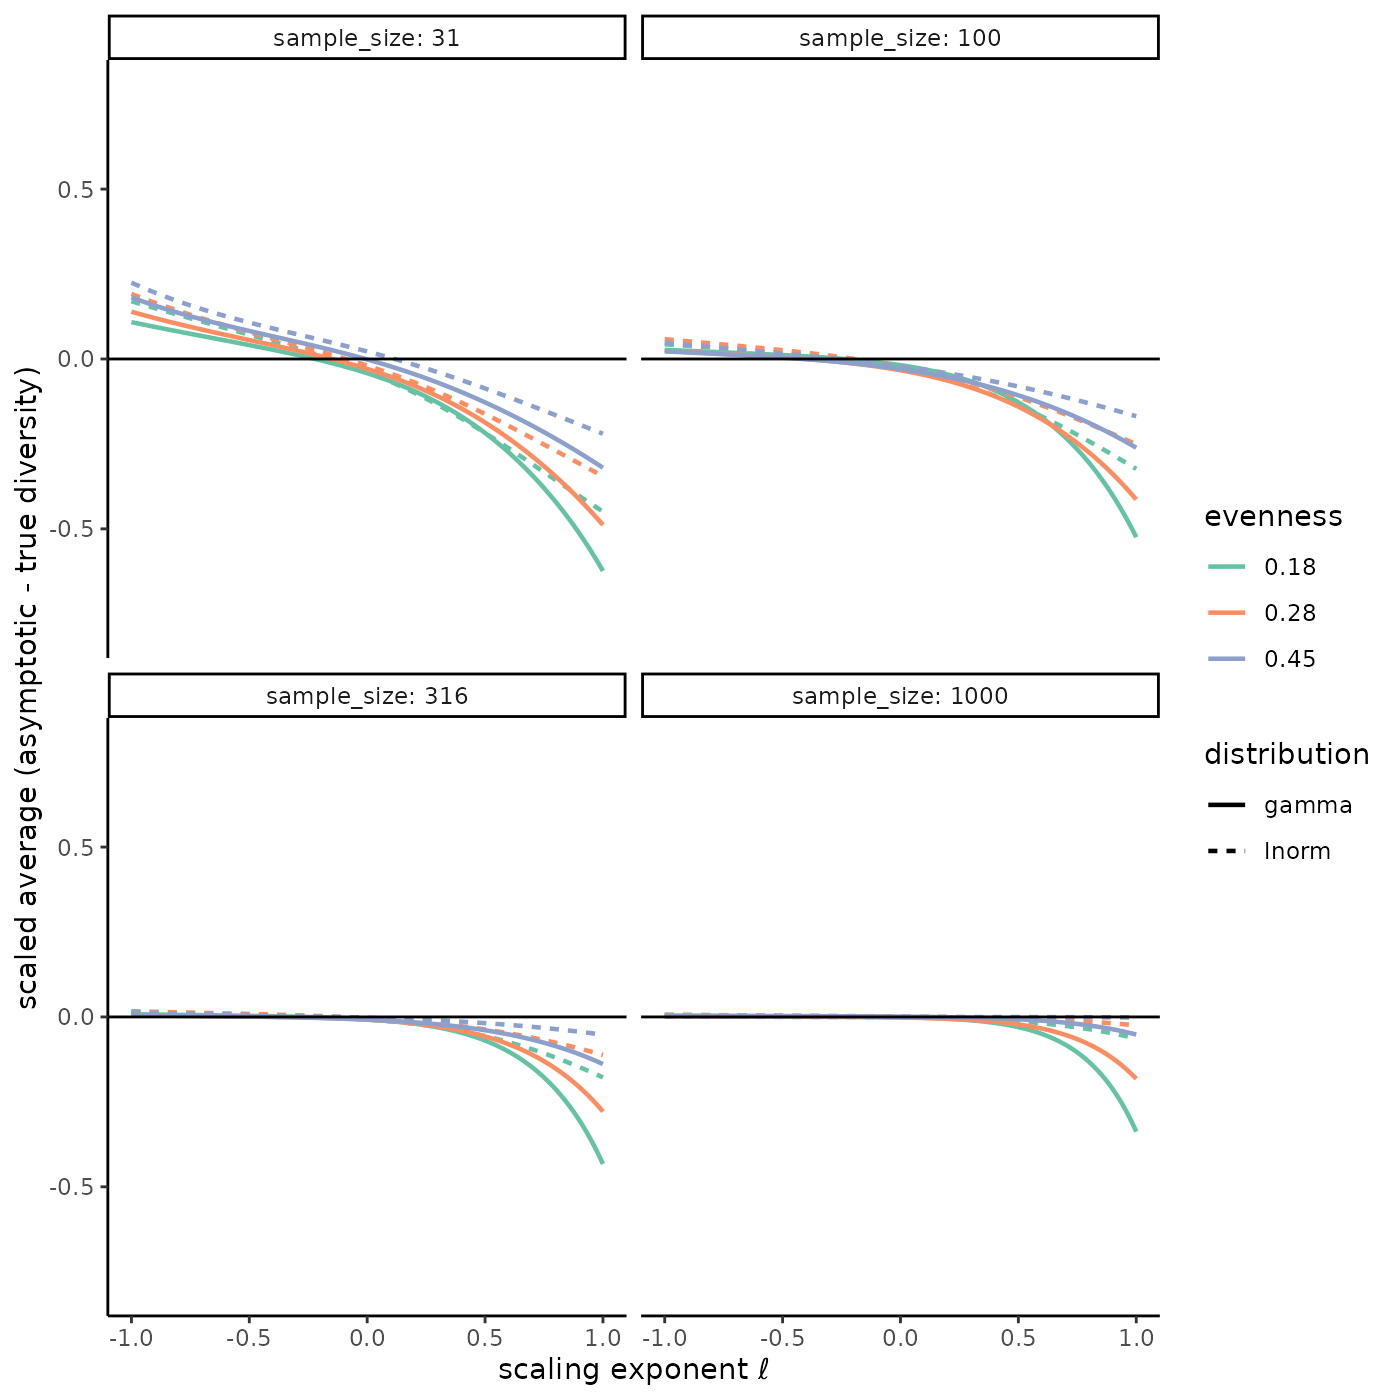 sample_size: 31
sample_size: 100
0.5
0.0
-0.5
sample_size: 316
sample_size: 1000
0.5
0.0
-0.5
-1.0
-0.5
0.0
0.5
1.0
-1.0
-0.5
0.0
0.5
1.0
scaling exponent ℓ
scaled average (asymptotic - true diversity)
evenness
0.18
0.28
0.45
distribution
gamma
lnorm